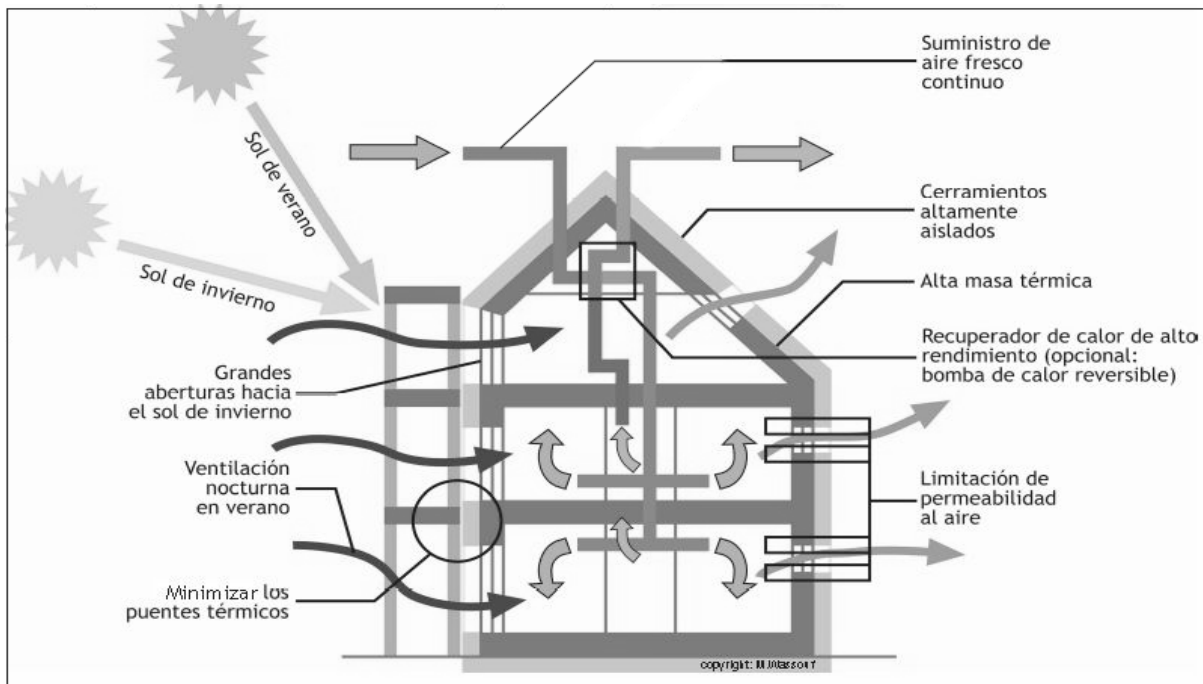 Suministro de
aire fresco
continuo
Sol de verano
Sol de invierno
Cerramientos
altamente
aislados
Alta masa térmica
Recuperador de calor de alto
rendimiento (opcional:
bomba de calor reversible)
Grandes
aberturas hacia
el sol de invierno
Ventilación
nocturna
en verano
Limitación de
permeabilidad
al aire
Minimizar los
puentes térmicos
copyright: